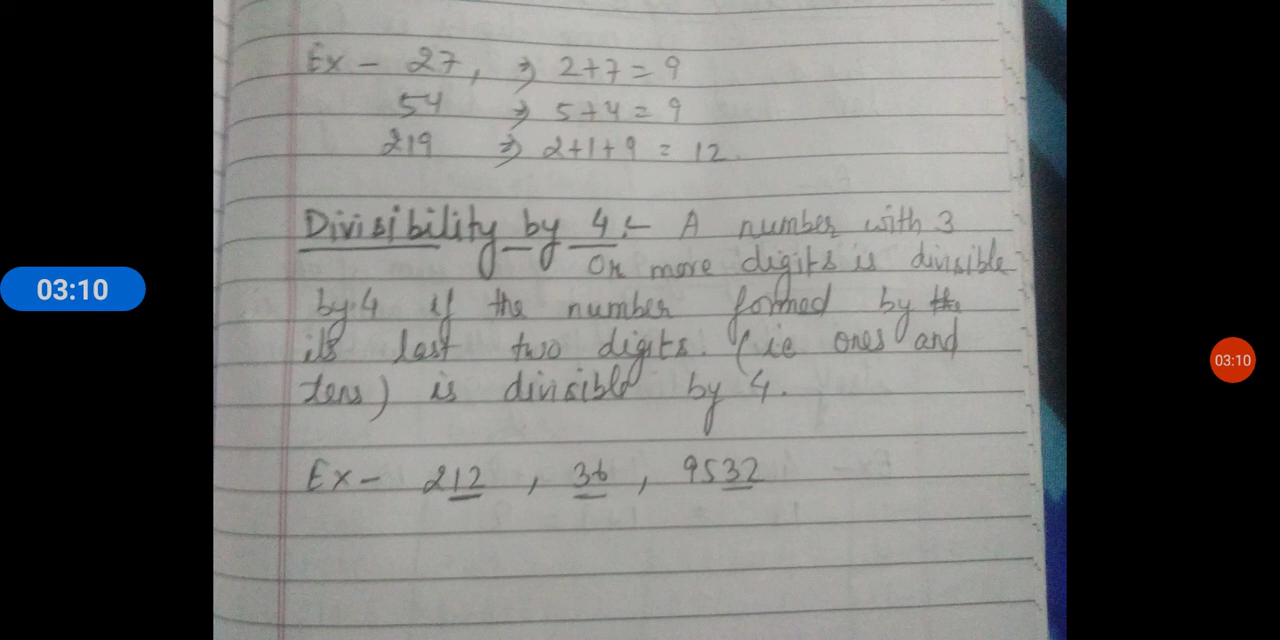 Ex - 27, ⇒ 2+7=9
54 ⇒ 5+4=9
219 ⇒ 2+1+9 = 12.
Divisibility by 4 :- A number with 3
or more digits is divisible
by 4 if the number formed by the
its last two digits. (ie ones and
tens) is divisible by 4.
03:10
03:10
Ex - 212, 36, 9532